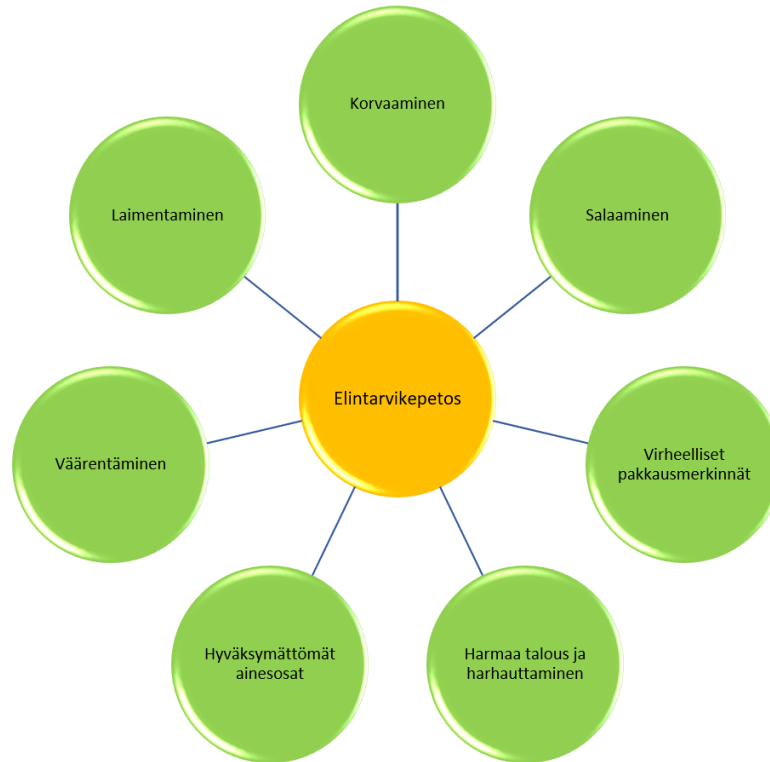 Korvaaminen
Laimentaminen
Salaaminen
Elintarvikepetos
Väärentäminen
Virheelliset
pakkausmerkinnät
Hyväksymättömät
ainesosat
Harmaa talous ja
harhauttaminen